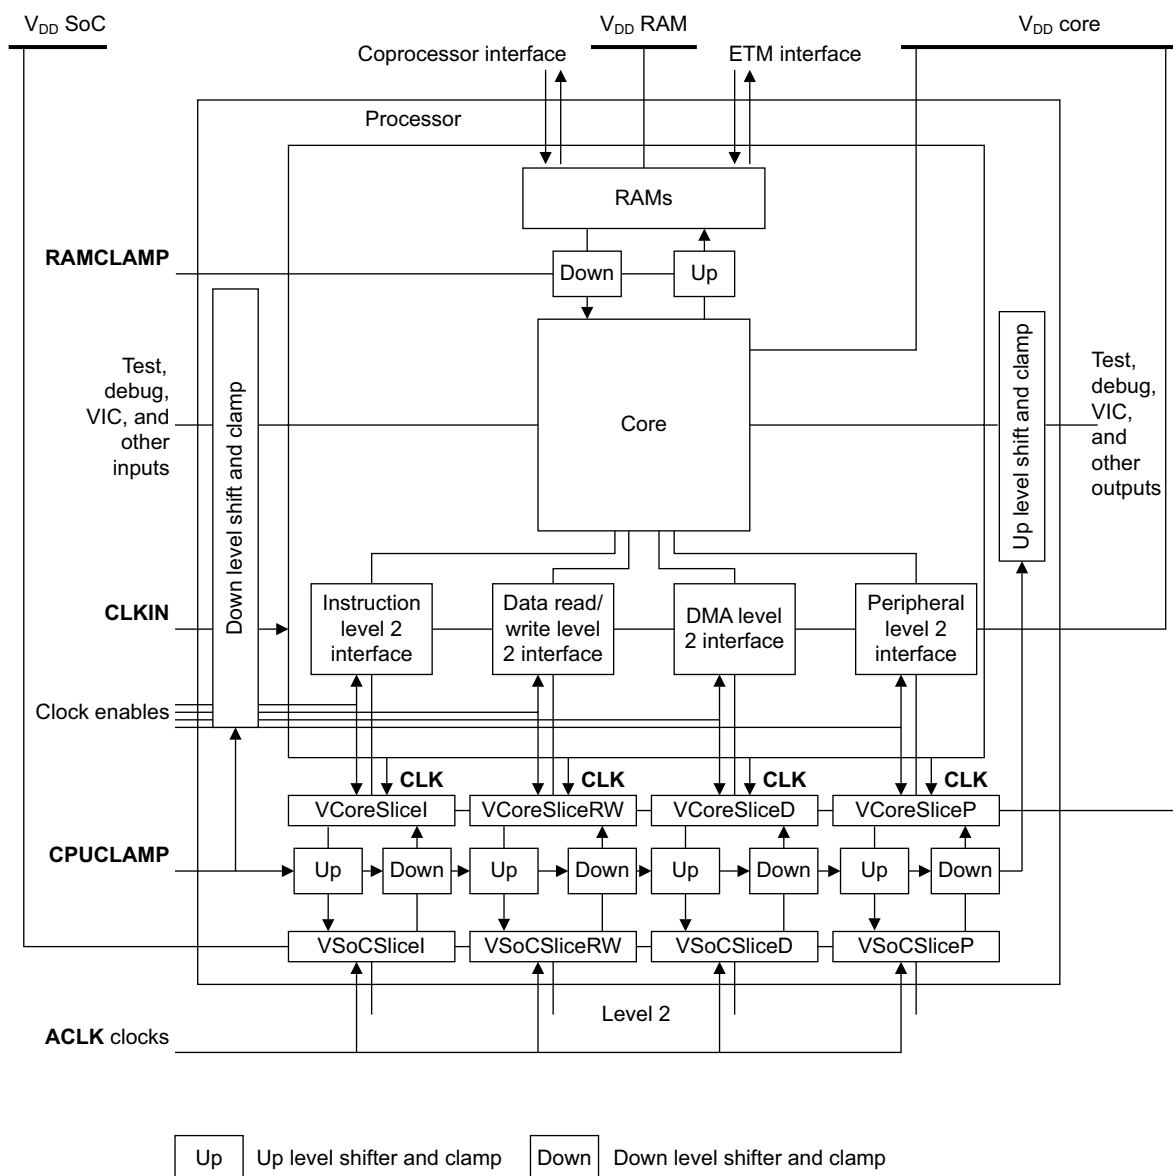 VDD SoC
VDD RAM
VDD core
Coprocessor interface
ETM interface
Processor
RAMs
RAMCLAMP
Down
Up
Down level shift and clamp
Test,
debug,
VIC, and
other
inputs
Core
Up level shift and clamp
Test,
debug,
VIC,
and
other
outputs
CLKIN
Instruction
level 2
interface
Data read/
write level
2 interface
DMA level
2 interface
Peripheral
level 2
interface
Clock enables
CLK
CLK
CLK
CLK
VCoreSliceI
VCoreSliceRW
VCoreSliceD
VCoreSliceP
CPUCLAMP
Up
Down
Up
Down
Up
Down
Up
Down
VSoCSliceI
VSoCSliceRW
VSoCSliceD
VSoCSliceP
Level 2
ACLK clocks
Up
Up level shifter and clamp
Down
Down level shifter and clamp